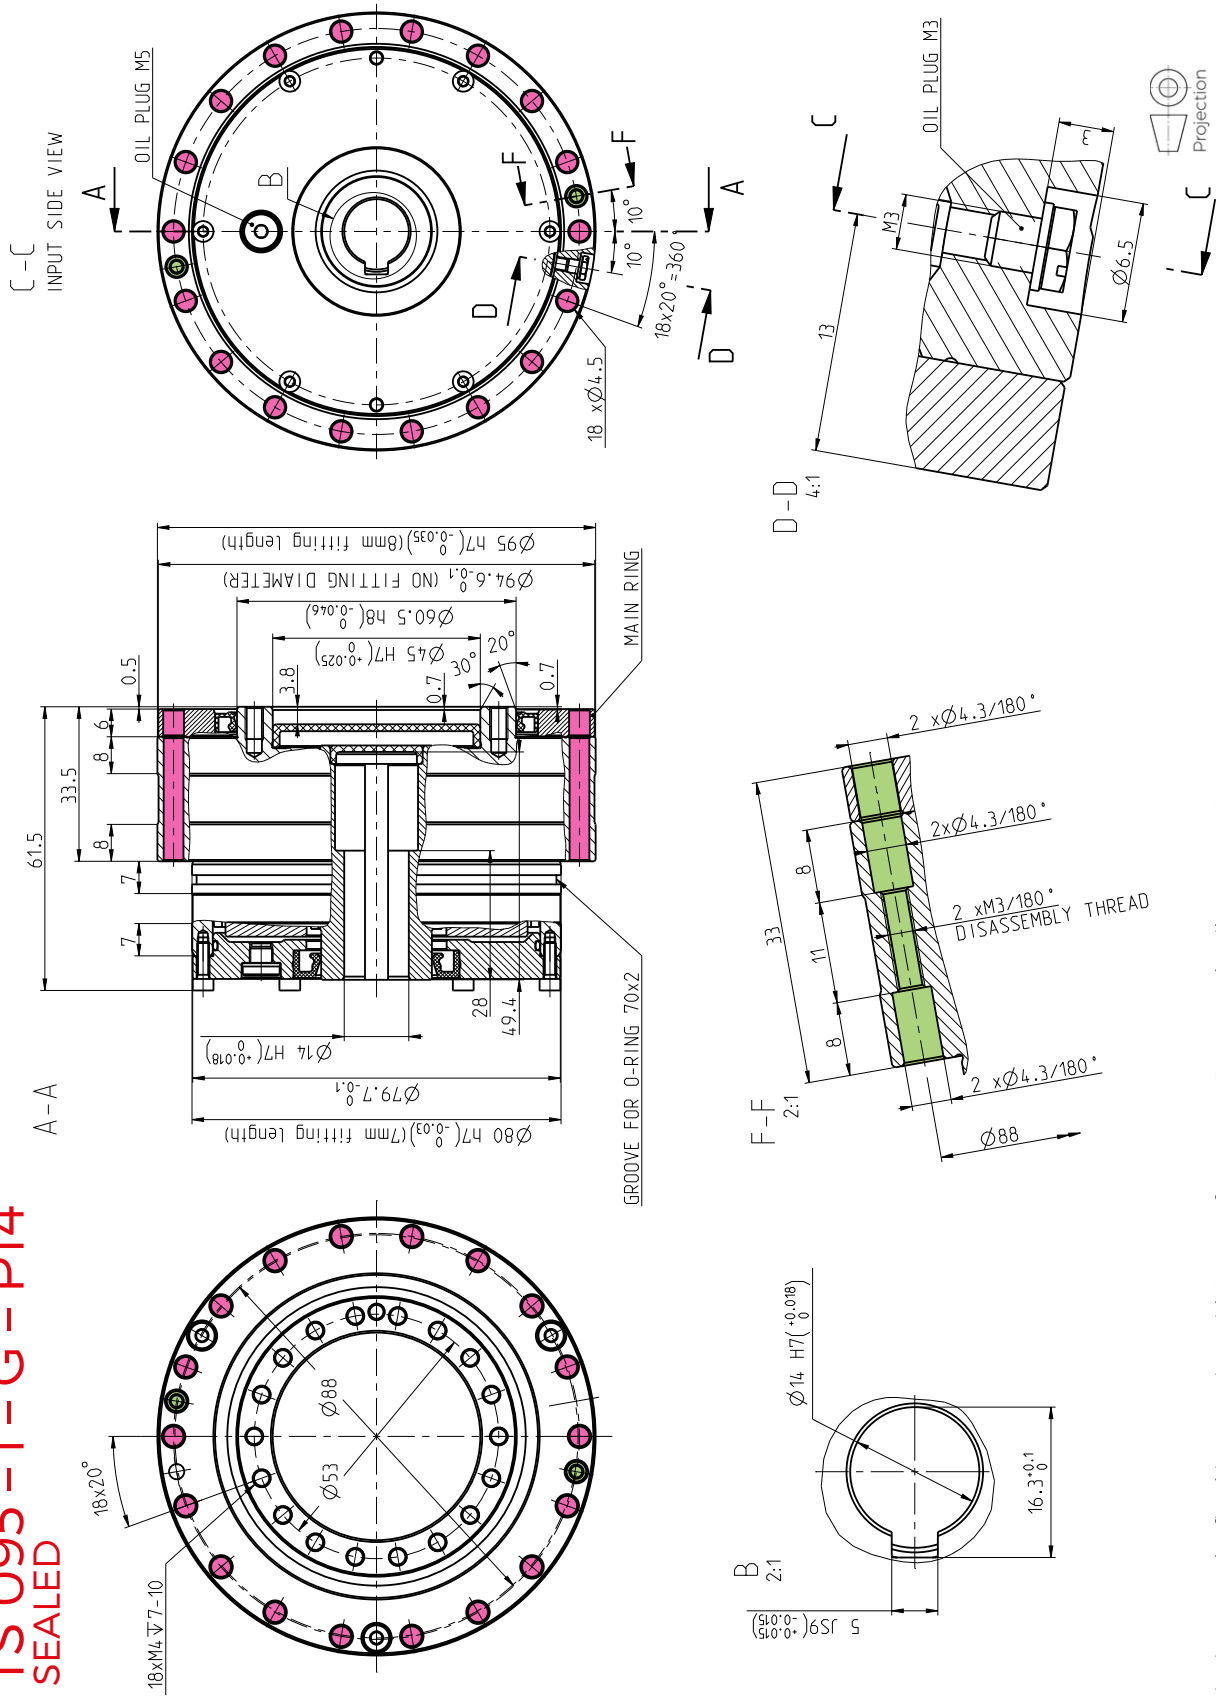 TS 095 – 1 – G – P14
SEALED
A-A
C-C
INPUT SIDE VIEW
18x20°
18xM4 ↧ 7-10
Ø88
Ø53
61.5
33.5
8
8
6
0.5
7
7
Ø95 h7( 0 -0.035)(8mm fitting length)
Ø94.6 0 -0.1 (NO FITTING DIAMETER)
Ø60.5 h8( 0 -0.046)
Ø45 H7( +0.025 0)
3.8
30°
20°
0.7
0.7
MAIN RING
28
49.4
Ø14 H7( +0.018 0)
Ø79.7 0 -0.1
Ø80 h7( 0 -0.03)(7mm fitting length)
GROOVE FOR O-RING 70x2
OIL PLUG M5
A
A
B
F
F
D
D
10°
10°
18x20°=360°
18 xØ4.5
B
2:1
Ø14 H7( +0.018 0)
16.3 +0.1 0
5 JS9( +0.015 -0.015)
F-F
2:1
33
8
11
8
2 xØ4.3/180°
2xØ4.3/180°
2 xM3/180°
DISASSEMBLY THREAD
2 xØ4.3/180°
Ø88
D-D
4:1
13
M3
OIL PLUG M3
3
Ø6.5
C
C
Projection